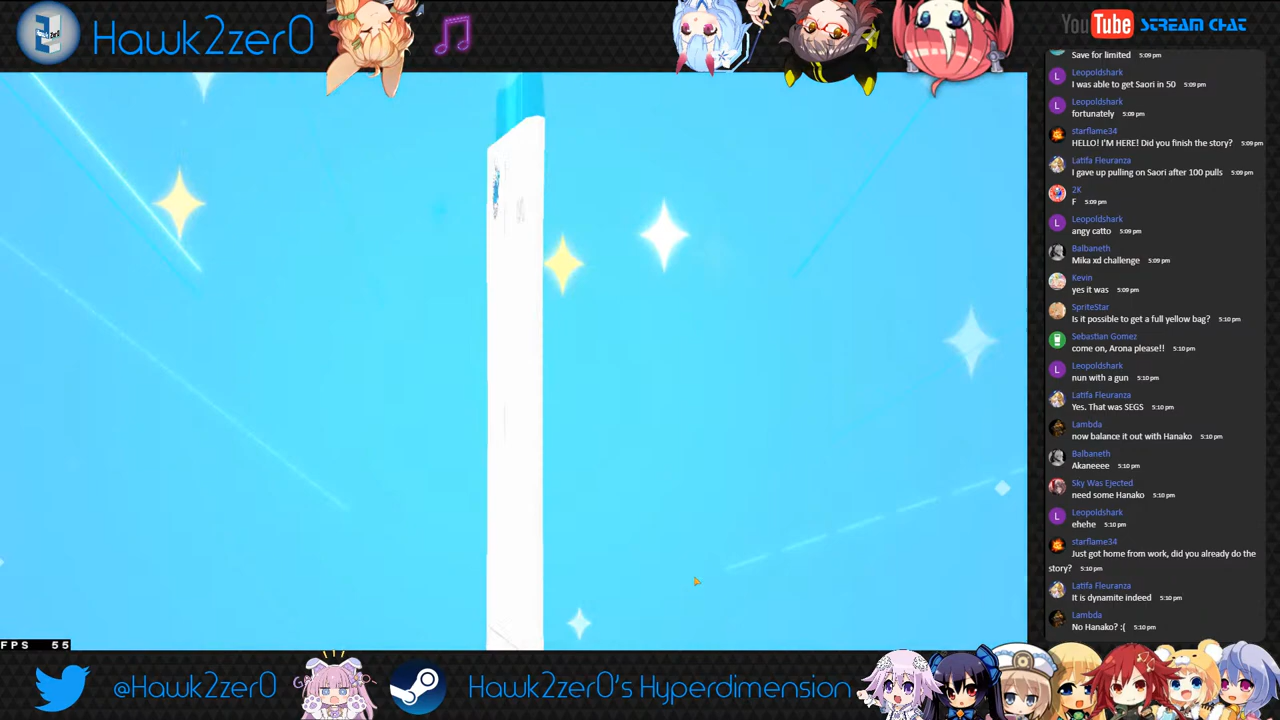 Hawk2zer0
You Tube STREAM CHAT
Save for limited 5:09 pm
L Leopoldshark
I was able to get Saori in 50 5:09 pm
L Leopoldshark
fortunately 5:09 pm
starflame34
HELLO! I'M HERE! Did you finish the story? 5:09 pm
Latifa Fleuranza
I gave up pulling on Saori after 100 pulls 5:09 pm
2K
F 5:09 pm
L Leopoldshark
angy catto 5:09 pm
Balbaneth
Mika xd challenge 5:09 pm
Kevin
yes it was 5:09 pm
SpriteStar
Is it possible to get a full yellow bag? 5:10 pm
Sebastian Gomez
come on, Arona please!! 5:10 pm
L Leopoldshark
nun with a gun 5:10 pm
Latifa Fleuranza
Yes. That was SEGS 5:10 pm
Lambda
now balance it out with Hanako 5:10 pm
Balbaneth
Akaneeee 5:10 pm
Sky Was Ejected
need some Hanako 5:10 pm
L Leopoldshark
ehehe 5:10 pm
starflame34
Just got home from work, did you already do the
story? 5:10 pm
Latifa Fleuranza
It is dynamite indeed 5:10 pm
Lambda
No Hanako? :( 5:10 pm
FPS 55
@Hawk2zer0
Hawk2zer0's Hyperdimension